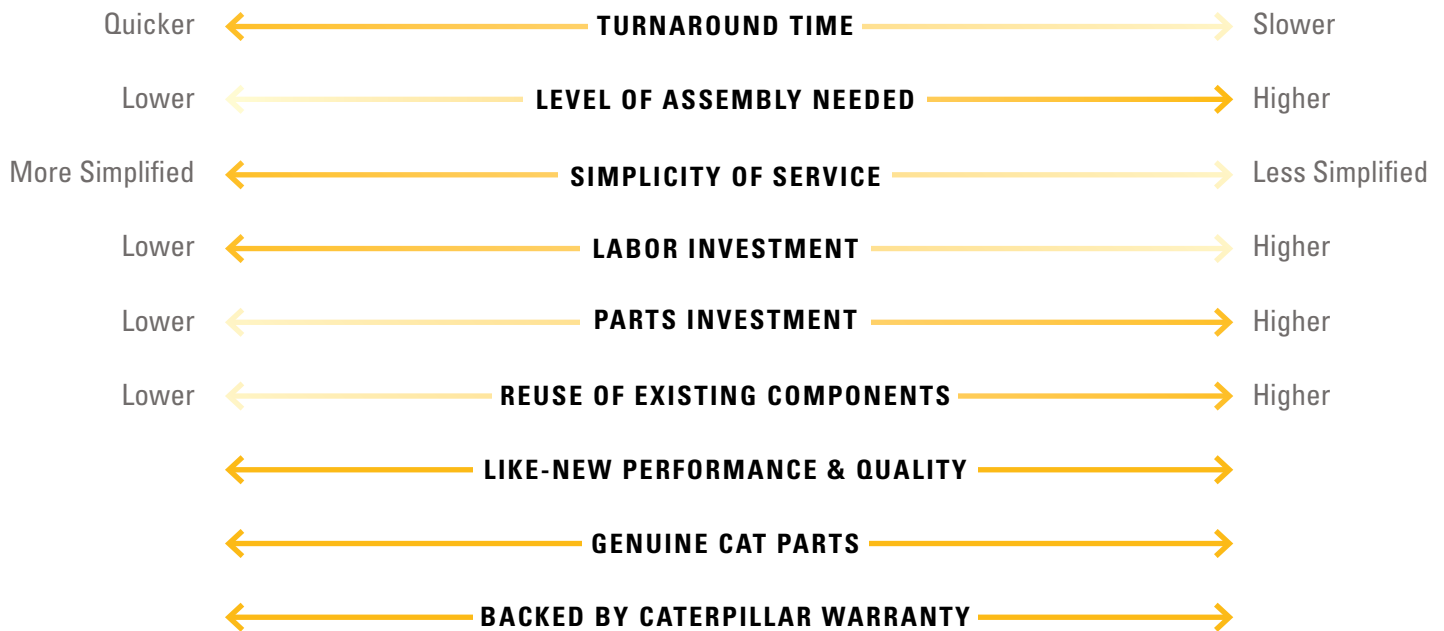 Quicker TURNAROUND TIME Slower
Lower LEVEL OF ASSEMBLY NEEDED Higher
More Simplified SIMPLICITY OF SERVICE Less Simplified
Lower LABOR INVESTMENT Higher
Lower PARTS INVESTMENT Higher
Lower REUSE OF EXISTING COMPONENTS Higher
LIKE-NEW PERFORMANCE & QUALITY
GENUINE CAT PARTS
BACKED BY CATERPILLAR WARRANTY